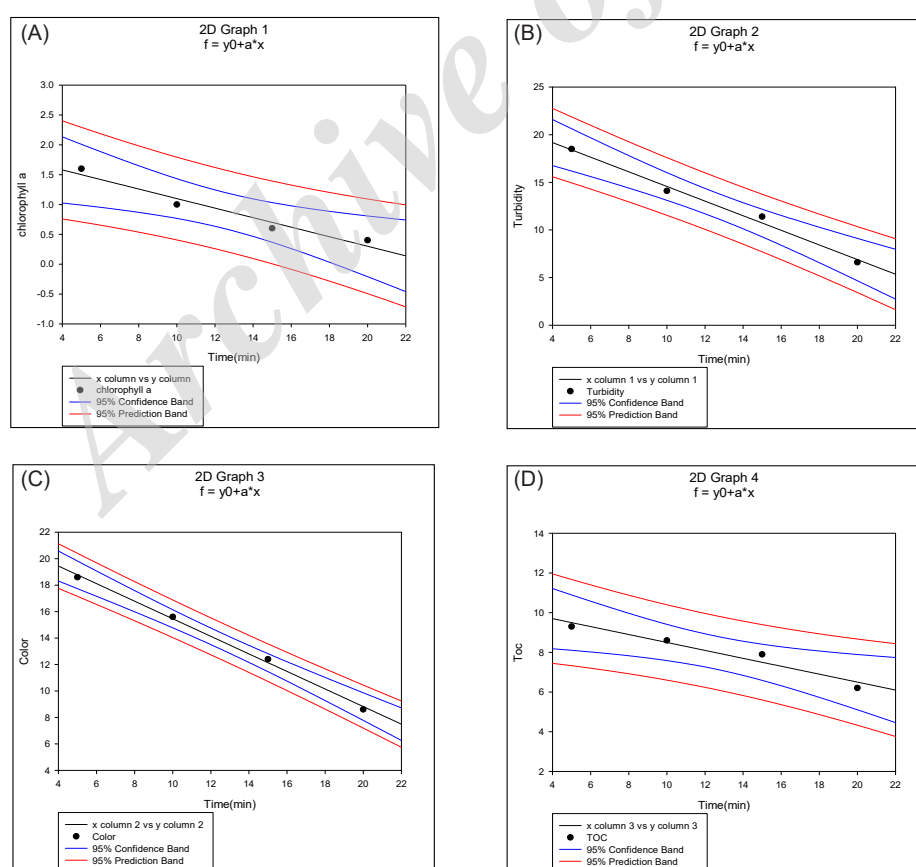 (A)
2D Graph 1
f = y0+a*x
chlorophyll a
3.0
2.5
2.0
1.5
1.0
0.5
0.0
-0.5
-1.0
4 6 8 10 12 14 16 18 20 22
Time(min)
x column vs y column
chlorophyll a
95% Confidence Band
95% Prediction Band
(B)
2D Graph 2
f = y0+a*x
Turbidity
25
20
15
10
5
0
4 6 8 10 12 14 16 18 20 22
Time(min)
x column 1 vs y column 1
Turbidity
95% Confidence Band
95% Prediction Band
(C)
2D Graph 3
f = y0+a*x
Color
22
20
18
16
14
12
10
8
6
4
4 6 8 10 12 14 16 18 20 22
Time(min)
x column 2 vs y column 2
Color
95% Confidence Band
95% Prediction Band
(D)
2D Graph 4
f = y0+a*x
Toc
14
12
10
8
6
4
2
4 6 8 10 12 14 16 18 20 22
Time(min)
x column 3 vs y column 3
TOC
95% Confidence Band
95% Prediction Band
Archive of